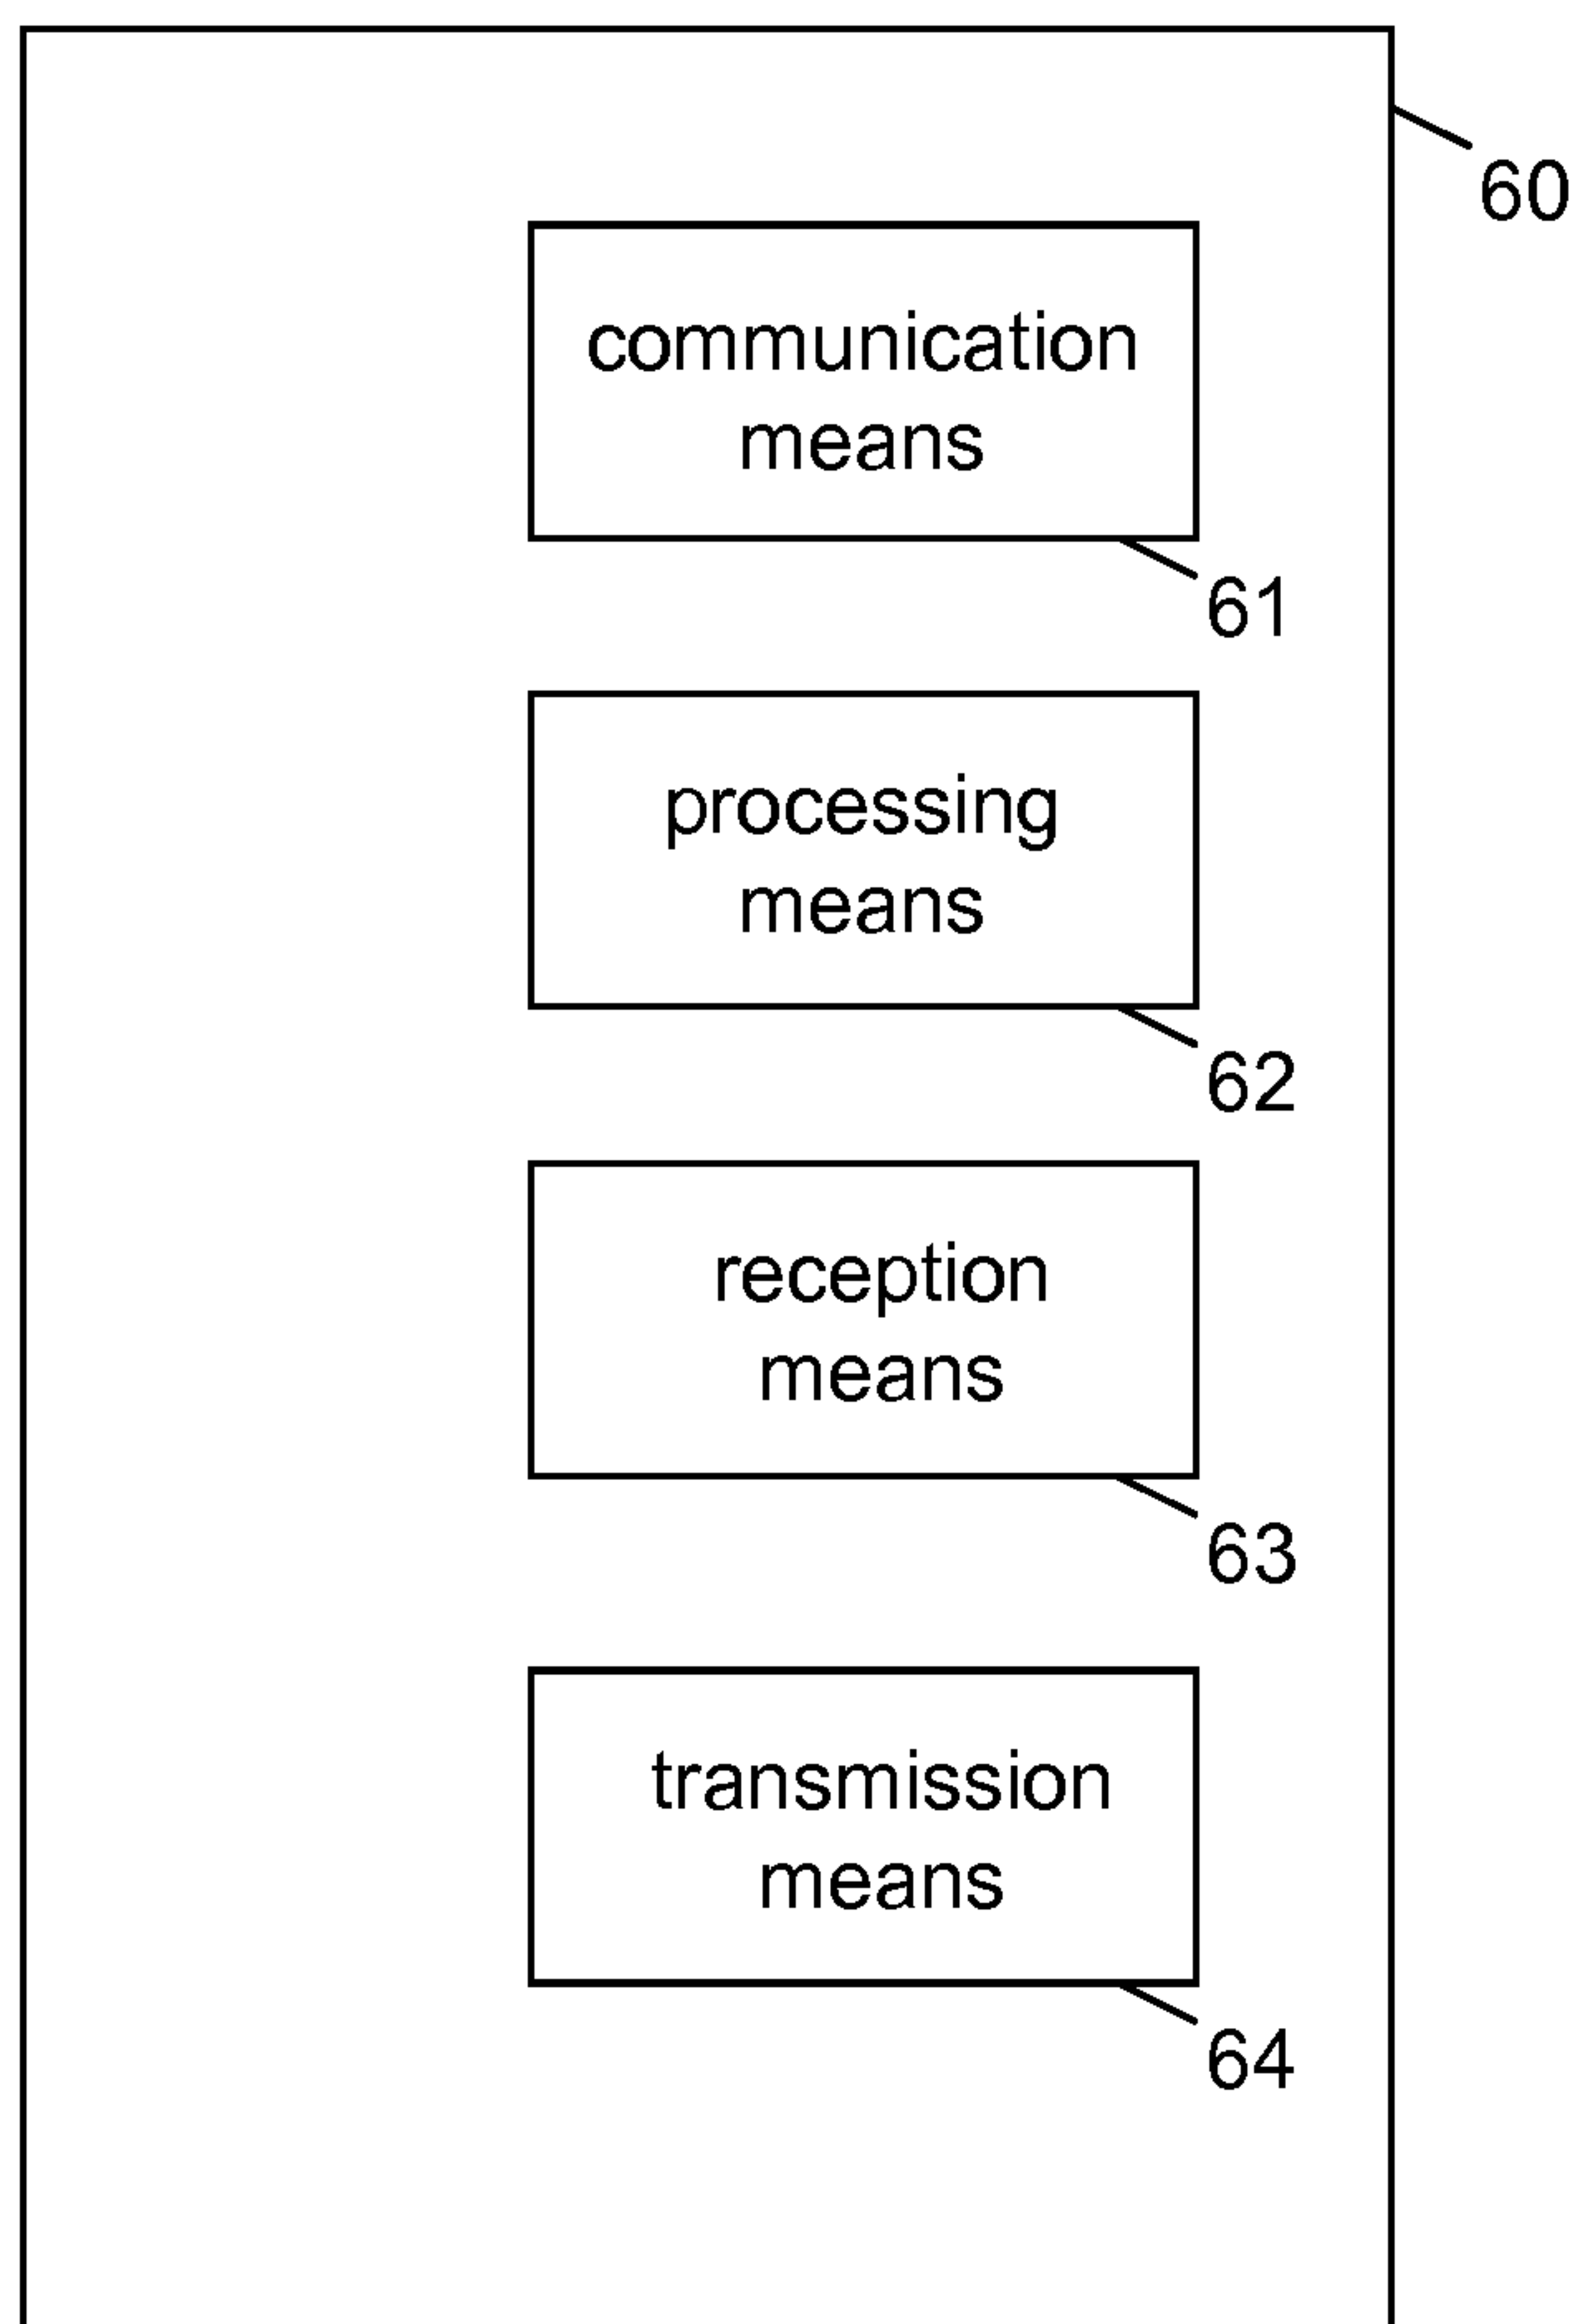 60
communication
means
61
processing
means
62
reception
means
63
transmission
means
64